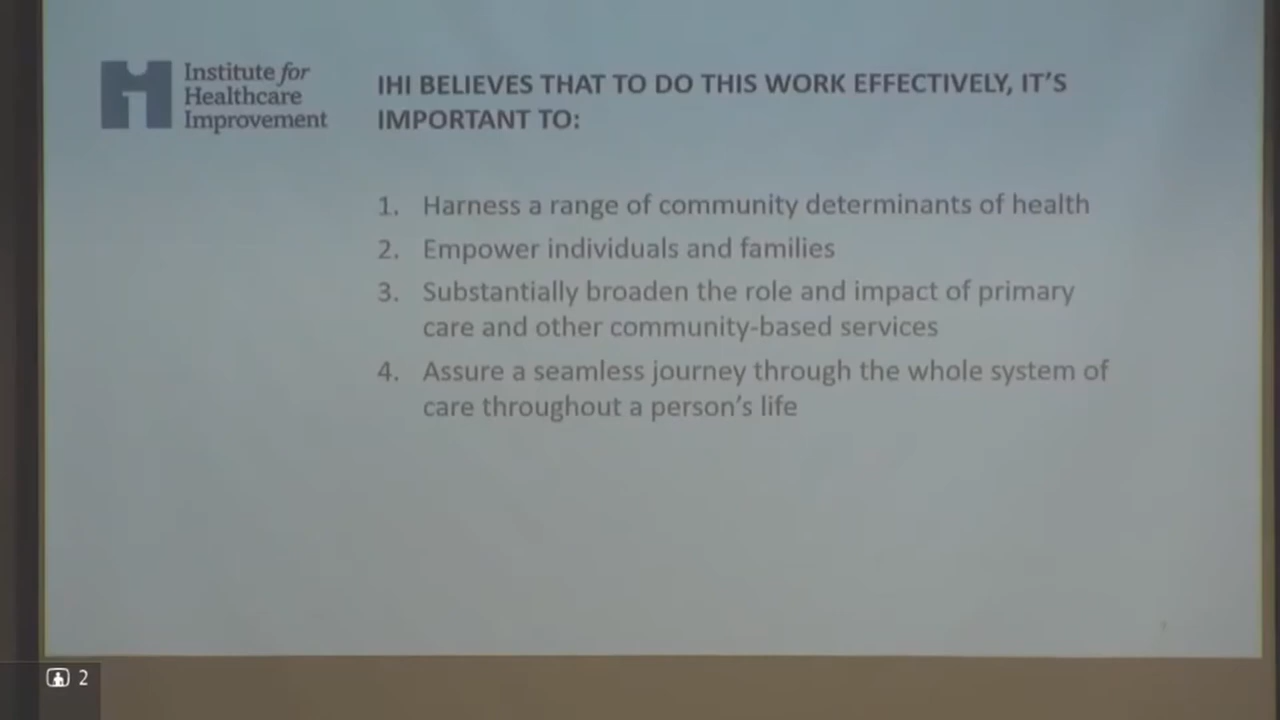 Institute for
Healthcare
Improvement
IHI BELIEVES THAT TO DO THIS WORK EFFECTIVELY, IT'S
IMPORTANT TO:
1. Harness a range of community determinants of health
2. Empower individuals and families
3. Substantially broaden the role and impact of primary
care and other community-based services
4. Assure a seamless journey through the whole system of
care throughout a person's life
2